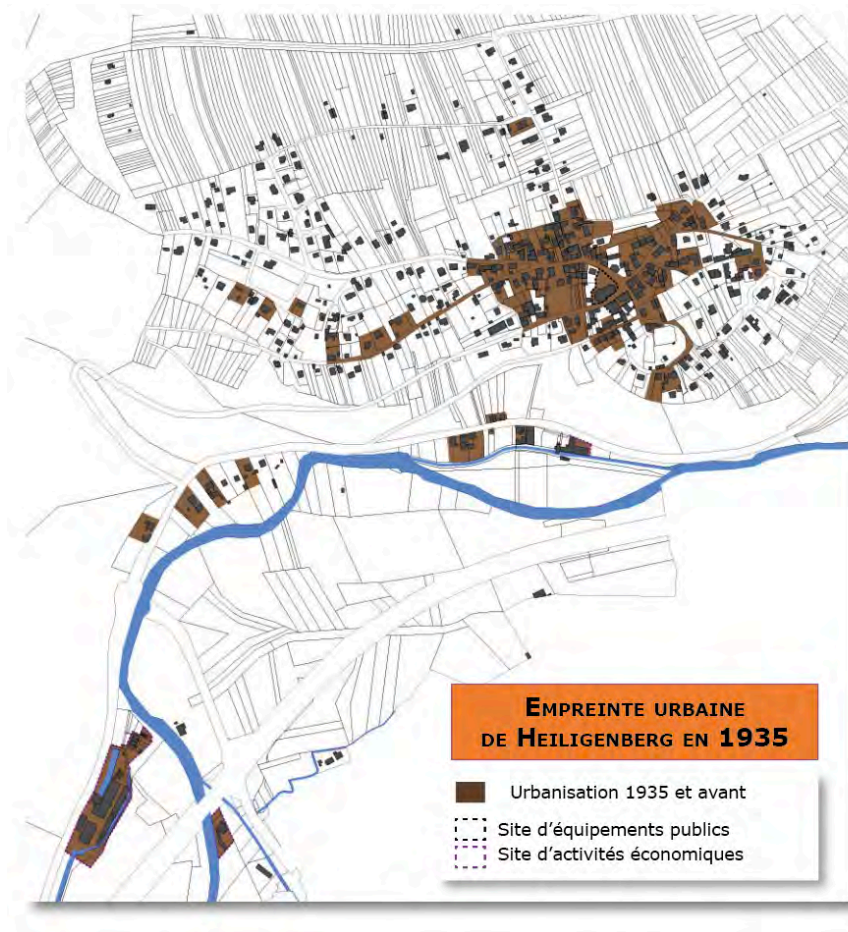 EMPREINTE URBAINE
DE HEILIGENBERG EN 1935
Urbanisation 1935 et avant
Site d'équipements publics
Site d'activités économiques